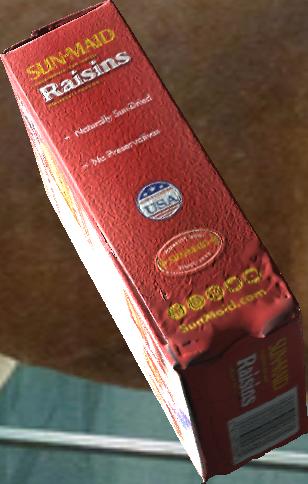 SUN-MAID
Raisins
– Naturally Sun-Dried
– No Preservatives
USA
SunMaid.com
SUN-MAID
Raisins